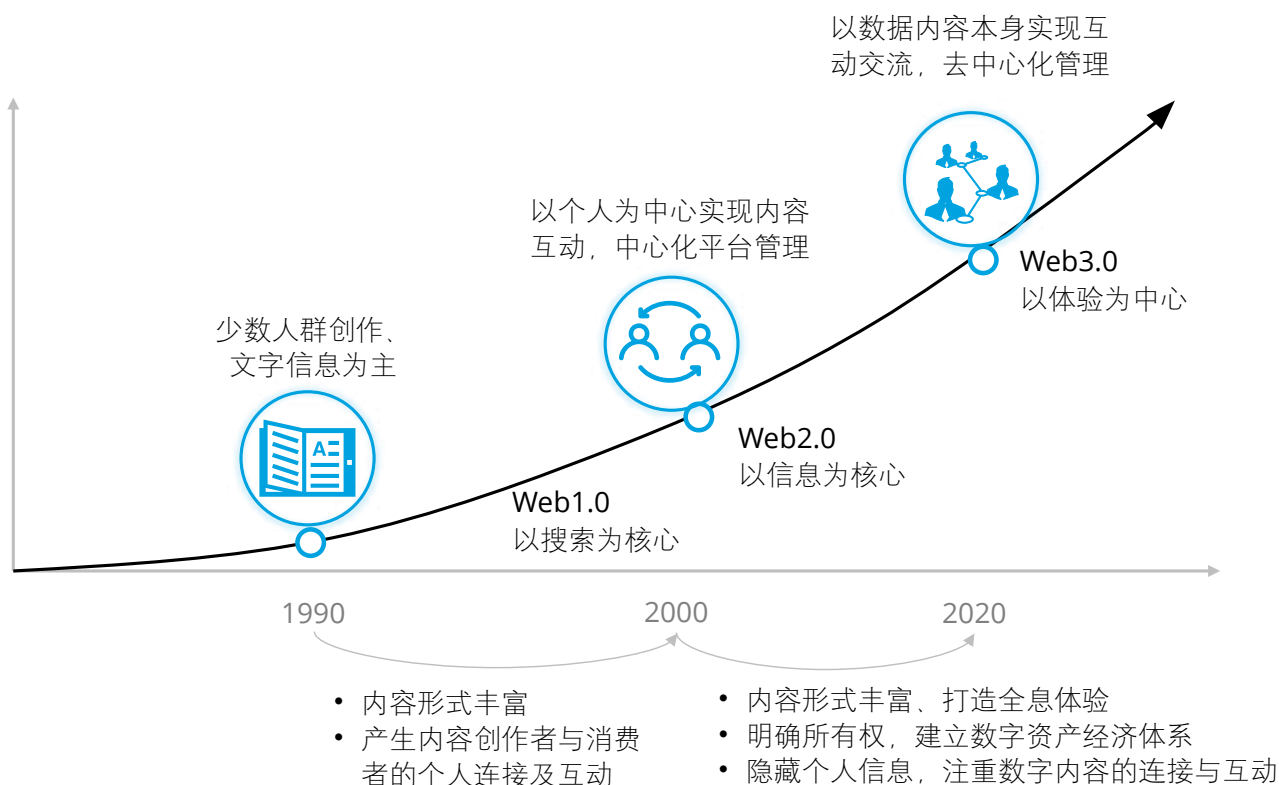 以数据内容本身实现互
动交流，去中心化管理
以个人为中心实现内容
互动，中心化平台管理
少数人群创作、
文字信息为主
A
Web3.0
以体验为中心
Web2.0
以信息为核心
Web1.0
以搜索为核心
1990
2000
2020
• 内容形式丰富
• 产生内容创作者与消费
者的个人连接及互动
• 内容形式丰富、打造全息体验
• 明确所有权，建立数字资产经济体系
• 隐藏个人信息，注重数字内容的连接与互动